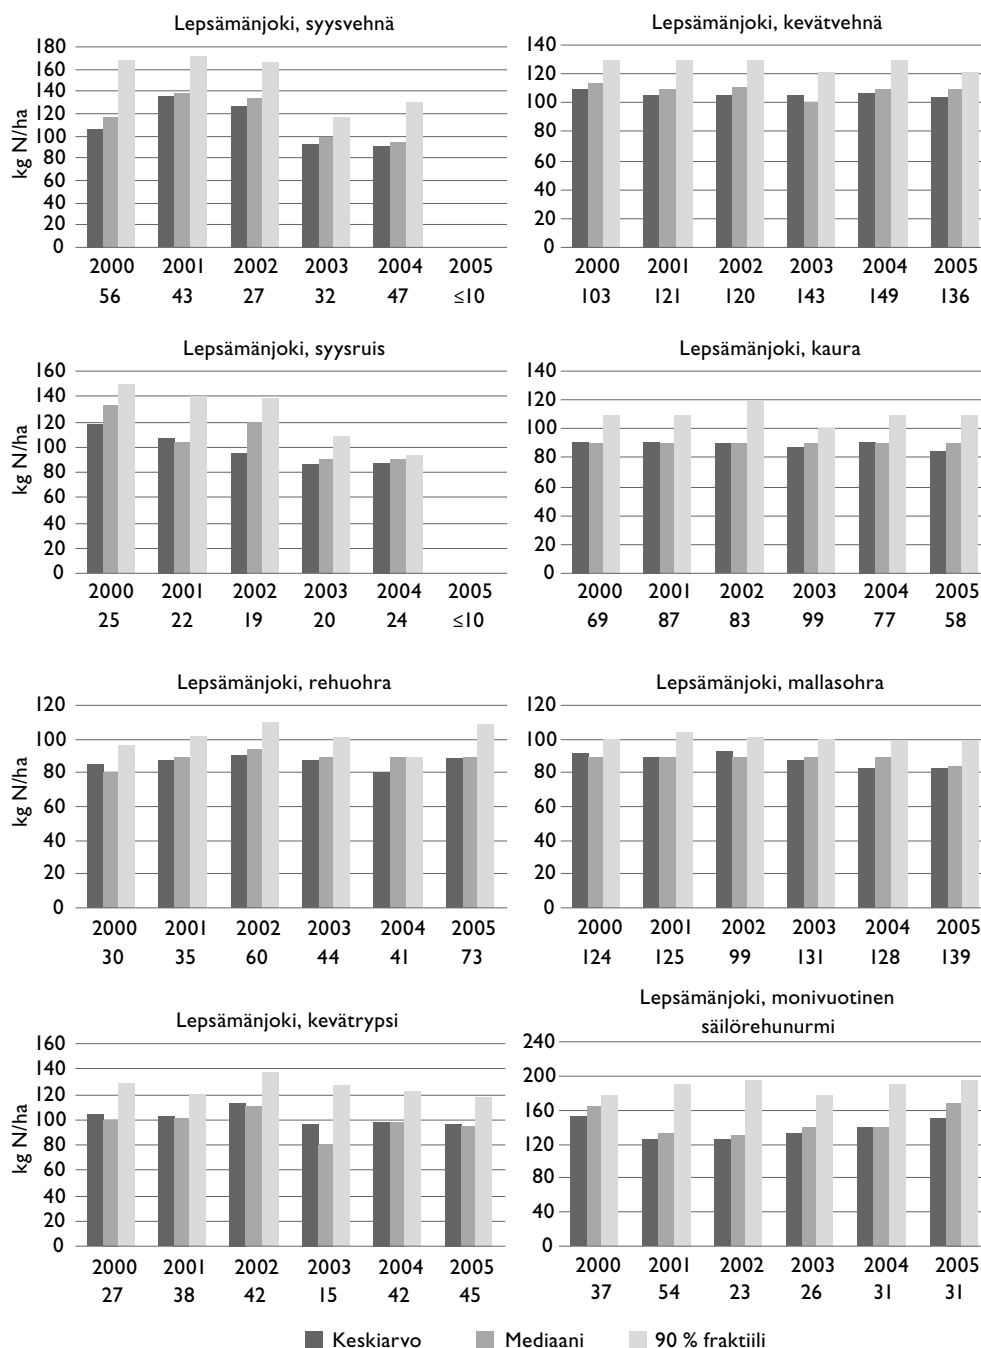 Lepsämänjoki, syysvehnä
kg N/ha
180
160
140
120
100
80
60
40
20
0
2000 2001 2002 2003 2004 2005
56 43 27 32 47 ≤10
Lepsämänjoki, kevätvehnä
140
120
100
80
60
40
20
0
2000 2001 2002 2003 2004 2005
103 121 120 143 149 136
Lepsämänjoki, syysruis
kg N/ha
160
140
120
100
80
60
40
20
0
2000 2001 2002 2003 2004 2005
25 22 19 20 24 ≤10
Lepsämänjoki, kaura
140
120
100
80
60
40
20
0
2000 2001 2002 2003 2004 2005
69 87 83 99 77 58
Lepsämänjoki, rehuohra
kg N/ha
120
100
80
60
40
20
0
2000 2001 2002 2003 2004 2005
30 35 60 44 41 73
Lepsämänjoki, mallasohra
120
100
80
60
40
20
0
2000 2001 2002 2003 2004 2005
124 125 99 131 128 139
Lepsämänjoki, kevätrypsi
kg N/ha
160
140
120
100
80
60
40
20
0
2000 2001 2002 2003 2004 2005
27 38 42 15 42 45
Lepsämänjoki, monivuotinen
säilörehunurmi
240
200
160
120
80
40
0
2000 2001 2002 2003 2004 2005
37 54 23 26 31 31
Keskiarvo Mediaani 90 % fraktiili